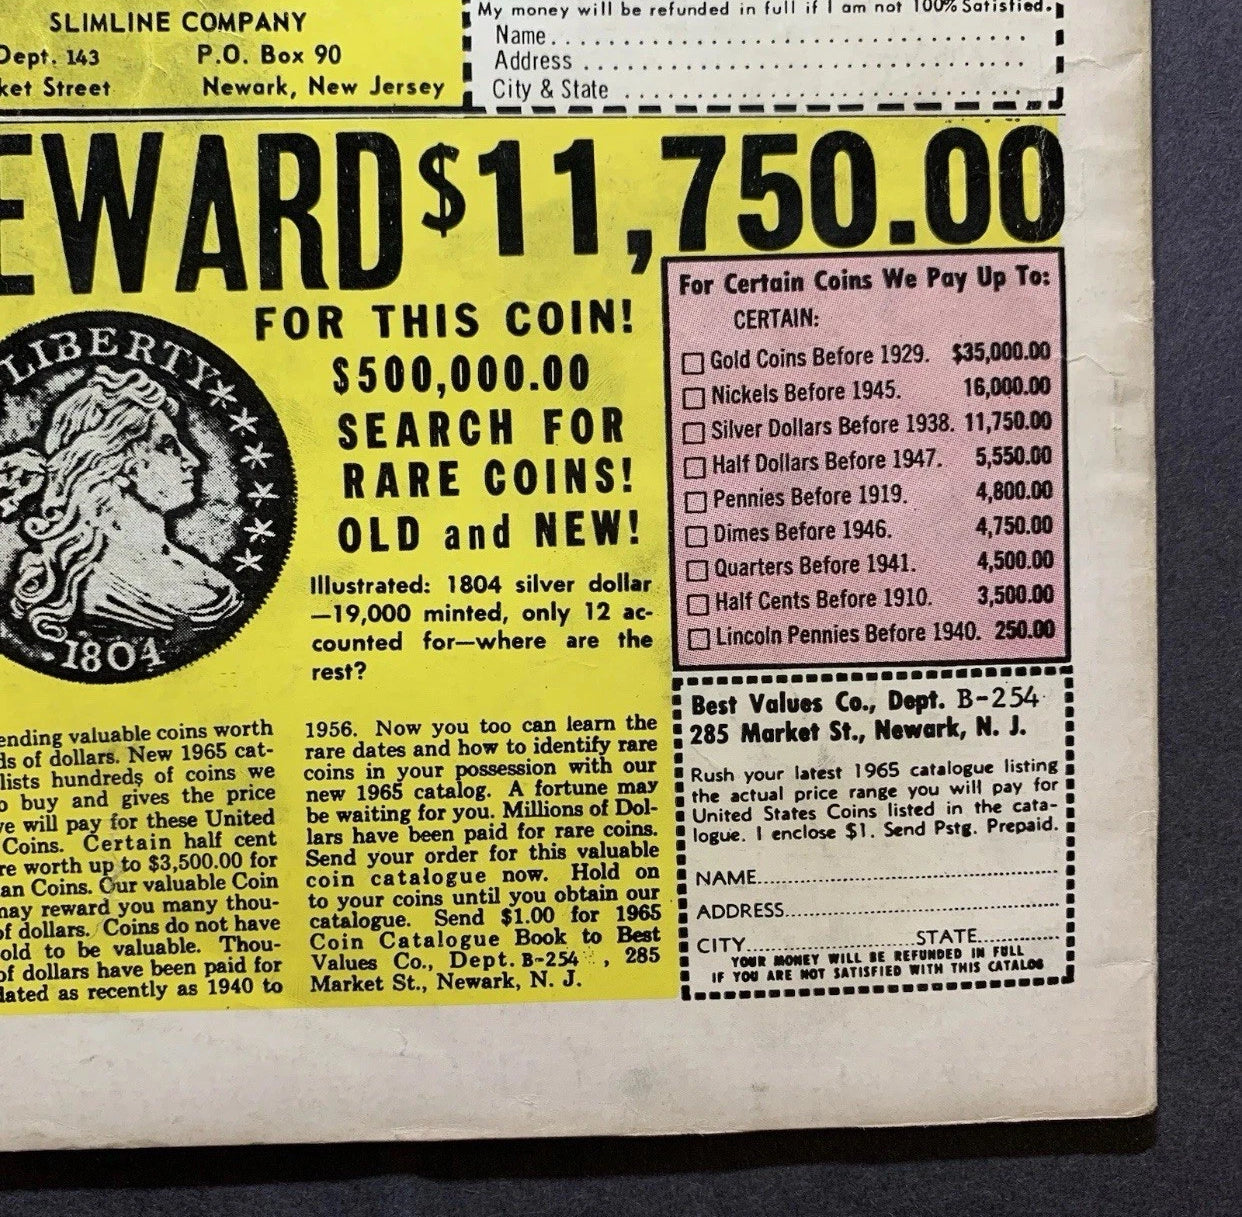 SLIMLINE COMPANY
Dept. 143 P.O. Box 90
ket Street Newark, New Jersey
My money will be refunded in full if I am not 100% Satisfied.
Name
Address
City & State
EWARD $11,750.00
FOR THIS COIN!
$500,000.00
SEARCH FOR
RARE COINS!
OLD and NEW!
LIBERTY
1804
Illustrated: 1804 silver dollar
—19,000 minted, only 12 ac-
counted for—where are the
rest?
For Certain Coins We Pay Up To:
CERTAIN:
Gold Coins Before 1929. $35,000.00
Nickels Before 1945. 16,000.00
Silver Dollars Before 1938. 11,750.00
Half Dollars Before 1947. 5,550.00
Pennies Before 1919. 4,800.00
Dimes Before 1946. 4,750.00
Quarters Before 1941. 4,500.00
Half Cents Before 1910. 3,500.00
Lincoln Pennies Before 1940. 250.00
ending valuable coins worth
ds of dollars. New 1965 cat-
lists hundreds of coins we
o buy and gives the price
ve will pay for these United
Coins. Certain half cent
re worth up to $3,500.00 for
an Coins. Our valuable Coin
may reward you many thou-
of dollars. Coins do not have
old to be valuable. Thou-
of dollars have been paid for
dated as recently as 1940 to
1956. Now you too can learn the
rare dates and how to identify rare
coins in your possession with our
new 1965 catalog. A fortune may
be waiting for you. Millions of Dol-
lars have been paid for rare coins.
Send your order for this valuable
coin catalogue now. Hold on
to your coins until you obtain our
catalogue. Send $1.00 for 1965
Coin Catalogue Book to Best
Values Co., Dept. B-254, 285
Market St., Newark, N. J.
Best Values Co., Dept. B-254
285 Market St., Newark, N. J.
Rush your latest 1965 catalogue listing
the actual price range you will pay for
United States Coins listed in the cata-
logue. I enclose $1. Send Pstg. Prepaid.
NAME
ADDRESS
CITY STATE
YOUR MONEY WILL BE REFUNDED IN FULL
IF YOU ARE NOT SATISFIED WITH THIS CATALOG